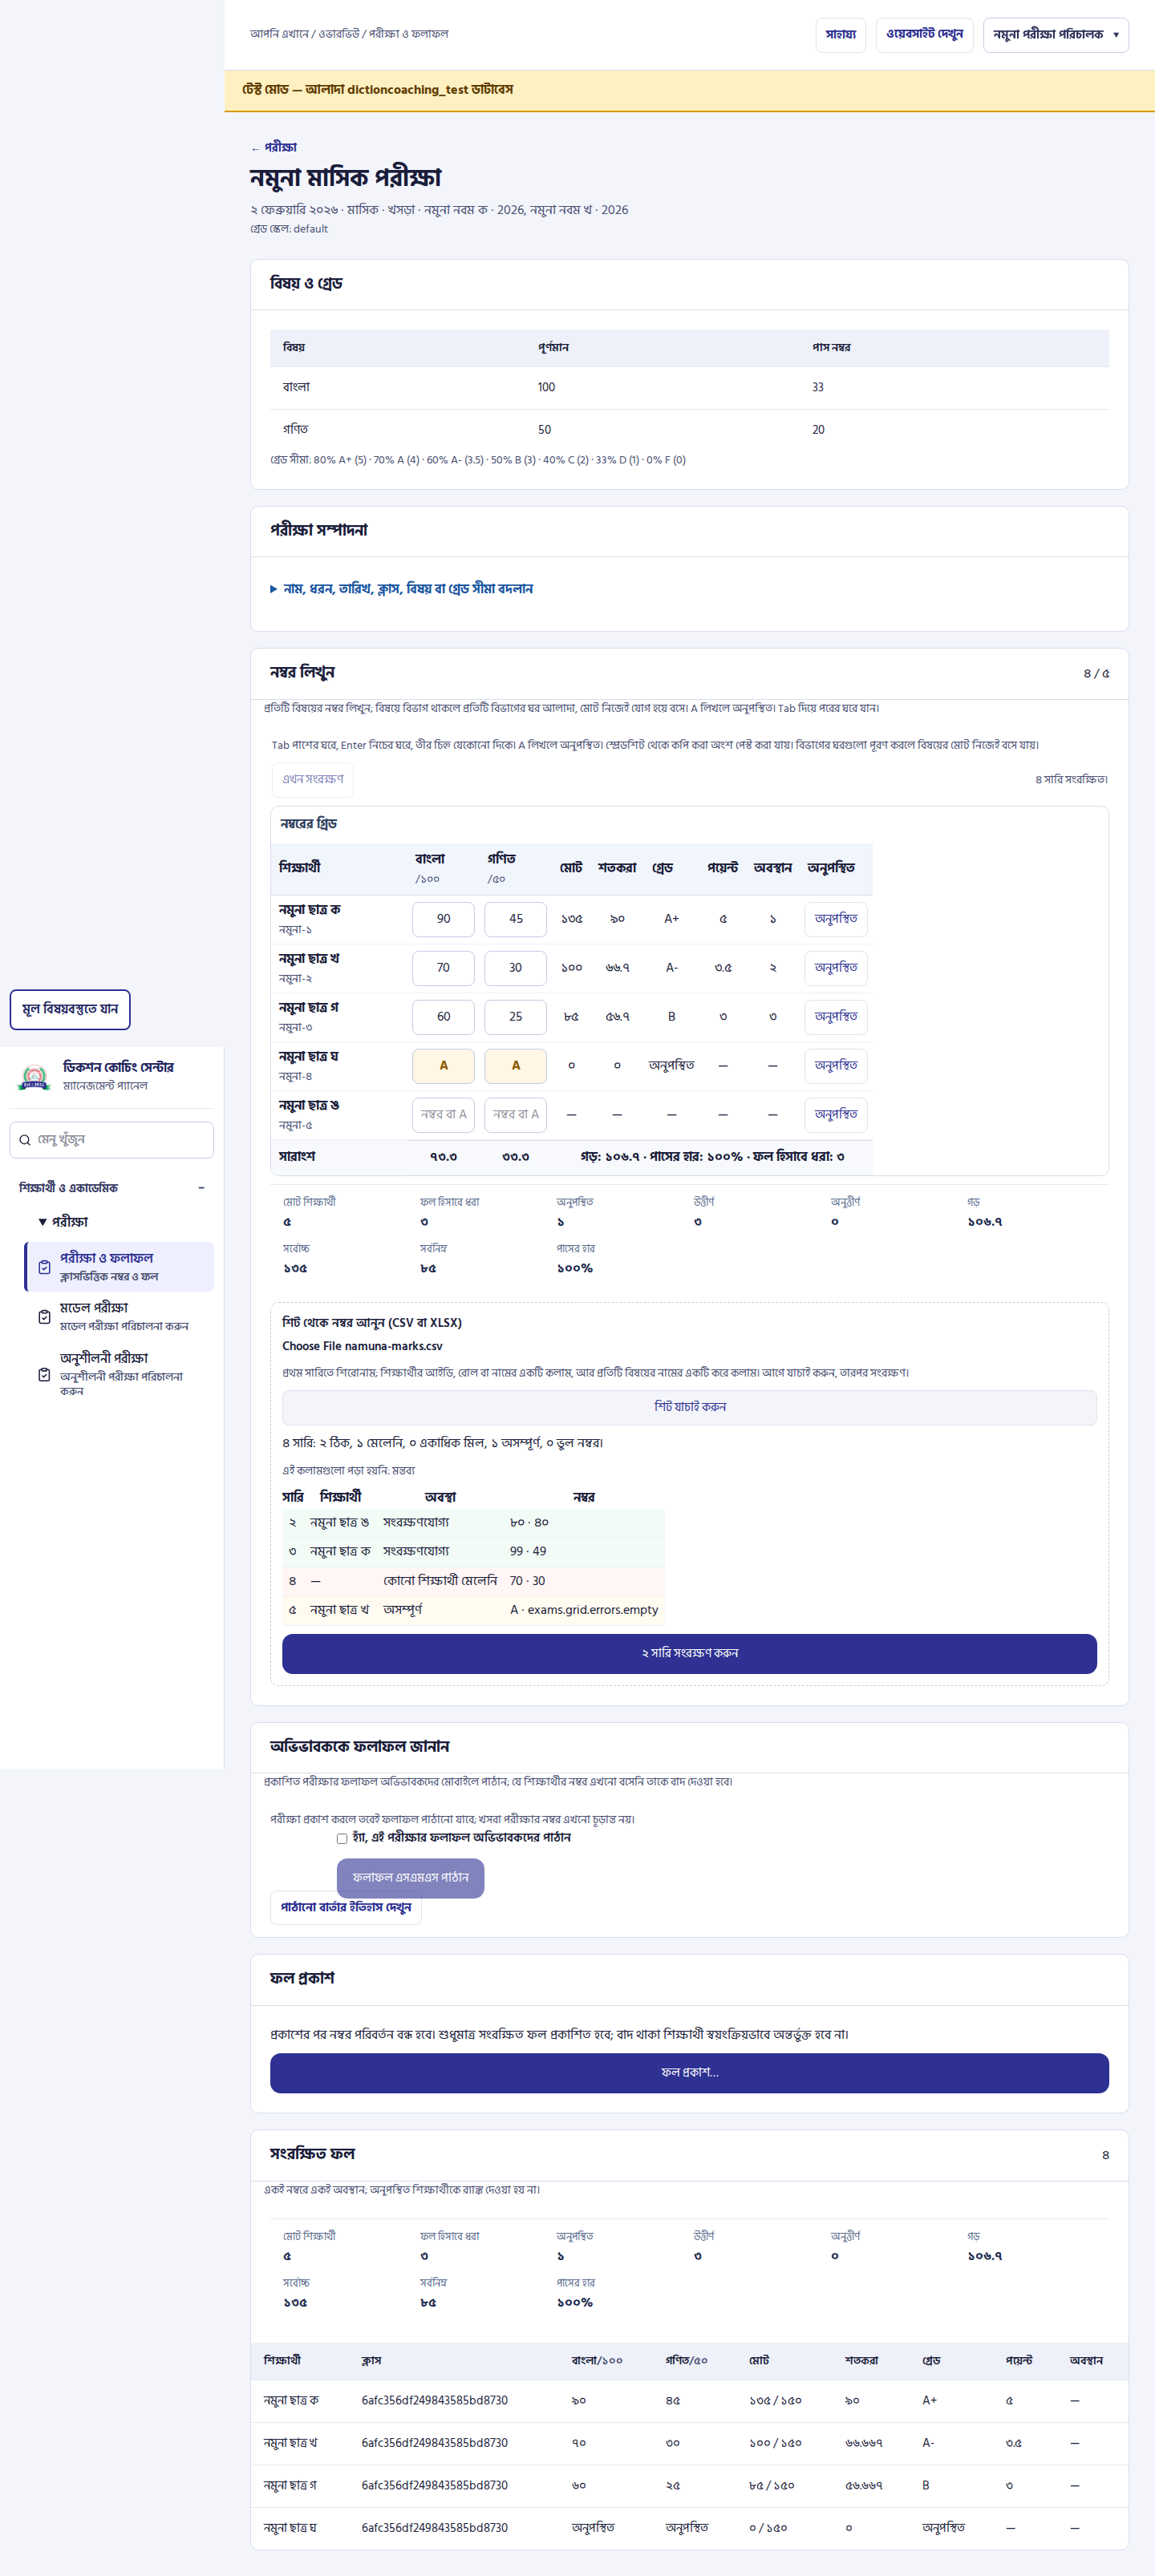 আপনি এখানে / ওভারভিউ / পরীক্ষা ও ফলাফল
সাহায্য
ওয়েবসাইট দেখুন
নমুনা পরীক্ষা পরিচালক ▾
টেস্ট মোড — আলাদা dictioncoaching_test ডাটাবেস
← পরীক্ষা
নমুনা মাসিক পরীক্ষা
২ ফেব্রুয়ারি ২০২৬ · মাসিক · খসড়া · নমুনা নবম ক · 2026, নমুনা নবম খ · 2026
গ্রেড স্কেল: default
বিষয় ও গ্রেড
বিষয় পূর্ণমান পাস নম্বর
বাংলা 100 33
গণিত 50 20
গ্রেড সীমা: 80% A+ (5) · 70% A (4) · 60% A- (3.5) · 50% B (3) · 40% C (2) · 33% D (1) · 0% F (0)
পরীক্ষা সম্পাদনা
▶ নাম, ধরন, তারিখ, ক্লাস, বিষয় বা গ্রেড সীমা বদলান
নম্বর লিখুন ৪ / ৫
প্রতিটি বিষয়ের নম্বর লিখুন; বিষয়ে বিভাগ থাকলে প্রতিটি বিভাগের ঘর আলাদা, মোট নিজেই যোগ হয়ে বসে। A লিখলে অনুপস্থিত। Tab দিয়ে পরের ঘরে যান।
Tab পাশের ঘরে, Enter নিচের ঘরে, তীর চিহ্ন যেকোনো দিকে। A লিখলে অনুপস্থিত। স্প্রেডশিট থেকে কপি করা অংশ পেস্ট করা যায়। বিভাগের ঘরগুলো পূরণ করলে বিষয়ের মোট নিজেই বসে যায়।
এখন সংরক্ষণ ৪ সারি সংরক্ষিত।
নম্বরের গ্রিড
শিক্ষার্থী বাংলা /১০০ গণিত /৫০ মোট শতকরা গ্রেড পয়েন্ট অবস্থান অনুপস্থিত
নমুনা ছাত্র ক 90 45 ১৩৫ ৯০ A+ ৫ ১ অনুপস্থিত
নমুনা-১
নমুনা ছাত্র খ 70 30 ১০০ ৬৬.৭ A- ৩.৫ ২ অনুপস্থিত
নমুনা-২
নমুনা ছাত্র গ 60 25 ৮৫ ৫৬.৭ B ৩ ৩ অনুপস্থিত
নমুনা-৩
নমুনা ছাত্র ঘ A A ০ ০ অনুপস্থিত — — অনুপস্থিত
নমুনা-৪
নমুনা ছাত্র ঙ নম্বর বা A নম্বর বা A — — — — — অনুপস্থিত
নমুনা-৫
সারাংশ ৭৩.৩ ৩৩.৩ গড়: ১০৬.৭ · পাসের হার: ১০০% · ফল হিসাবে ধরা: ৩
মোট শিক্ষার্থী ফল হিসাবে ধরা অনুপস্থিত উত্তীর্ণ অনুত্তীর্ণ গড়
৫ ৩ ১ ৩ ০ ১০৬.৭
সর্বোচ্চ সর্বনিম্ন পাসের হার
১৩৫ ৮৫ ১০০%
শিট থেকে নম্বর আনুন (CSV বা XLSX)
Choose File namuna-marks.csv
প্রথম সারিতে শিরোনাম; শিক্ষার্থীর আইডি, রোল বা নামের একটি কলাম, আর প্রতিটি বিষয়ের নামের একটি করে কলাম। আগে যাচাই করুন, তারপর সংরক্ষণ।
শিট যাচাই করুন
৪ সারি: ২ ঠিক, ১ মেলেনি, ০ একাধিক মিল, ১ অসম্পূর্ণ, ০ ভুল নম্বর।
এই কলামগুলো পড়া হয়নি: মন্তব্য
সারি শিক্ষার্থী অবস্থা নম্বর
২ নমুনা ছাত্র ঙ সংরক্ষণযোগ্য ৮০ · ৪০
৩ নমুনা ছাত্র ক সংরক্ষণযোগ্য 99 · 49
৪ — কোনো শিক্ষার্থী মেলেনি 70 · 30
৫ নমুনা ছাত্র খ অসম্পূর্ণ A · exams.grid.errors.empty
২ সারি সংরক্ষণ করুন
অভিভাবককে ফলাফল জানান
প্রকাশিত পরীক্ষার ফলাফল অভিভাবকদের মোবাইলে পাঠান; যে শিক্ষার্থীর নম্বর এখনো বসেনি তাকে বাদ দেওয়া হবে।
পরীক্ষা প্রকাশ করলে তবেই ফলাফল পাঠানো যাবে; খসরা পরীক্ষার নম্বর এখনো চূড়ান্ত নয়।
হ্যাঁ, এই পরীক্ষার ফলাফল অভিভাবকদের পাঠান
ফলাফল এসএমএস পাঠান
পাঠানো বার্তার ইতিহাস দেখুন
ফল প্রকাশ
প্রকাশের পর নম্বর পরিবর্তন বন্ধ হবে। শুধুমাত্র সংরক্ষিত ফল প্রকাশিত হবে; বাদ থাকা শিক্ষার্থী স্বয়ংক্রিয়ভাবে অন্তর্ভুক্ত হবে না।
ফল প্রকাশ...
সংরক্ষিত ফল ৪
একই নম্বরে একই অবস্থান; অনুপস্থিত শিক্ষার্থীকে র‍্যাঙ্ক দেওয়া হয় না।
মোট শিক্ষার্থী ফল হিসাবে ধরা অনুপস্থিত উত্তীর্ণ অনুত্তীর্ণ গড়
৫ ৩ ১ ৩ ০ ১০৬.৭
সর্বোচ্চ সর্বনিম্ন পাসের হার
১৩৫ ৮৫ ১০০%
শিক্ষার্থী ক্লাস বাংলা/১০০ গণিত/৫০ মোট শতকরা গ্রেড পয়েন্ট অবস্থান
নমুনা ছাত্র ক 6afc356df249843585bd8730 ৯০ ৪৫ ১৩৫ / ১৫০ ৯০ A+ ৫ —
নমুনা ছাত্র খ 6afc356df249843585bd8730 ৭০ ৩০ ১০০ / ১৫০ ৬৬.৬৬৭ A- ৩.৫ —
নমুনা ছাত্র গ 6afc356df249843585bd8730 ৬০ ২৫ ৮৫ / ১৫০ ৫৬.৬৬৭ B ৩ —
নমুনা ছাত্র ঘ 6afc356df249843585bd8730 অনুপস্থিত অনুপস্থিত ০ / ১৫০ ০ অনুপস্থিত — —
মূল বিষয়বস্তুতে যান
ডিকশন কোচিং সেন্টার
ম্যানেজমেন্ট প্যানেল
মেনু খুঁজুন
শিক্ষার্থী ও একাডেমিক −
▼ পরীক্ষা
পরীক্ষা ও ফলাফল
ক্লাসভিত্তিক নম্বর ও ফল
মডেল পরীক্ষা
মডেল পরীক্ষা পরিচালনা করুন
অনুশীলনী পরীক্ষা
অনুশীলনী পরীক্ষা পরিচালনা
করুন